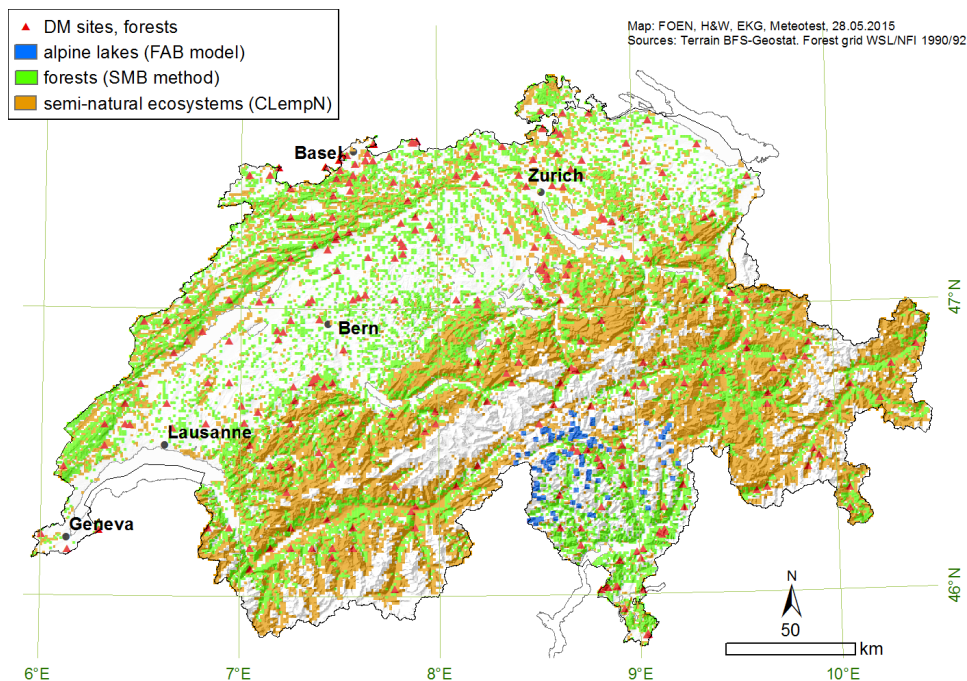 DM sites, forests
alpine lakes (FAB model)
forests (SMB method)
semi-natural ecosystems (CLempN)
Map: FOEN, H&W, EKG, Meteotest, 28.05.2015
Sources: Terrain BFS-Geostat. Forest grid WSL/NFI 1990/92
Basel
Zurich
47° N
Bern
Lausanne
Geneva
46° N
N
50
km
6°E
7°E
8°E
9°E
10°E